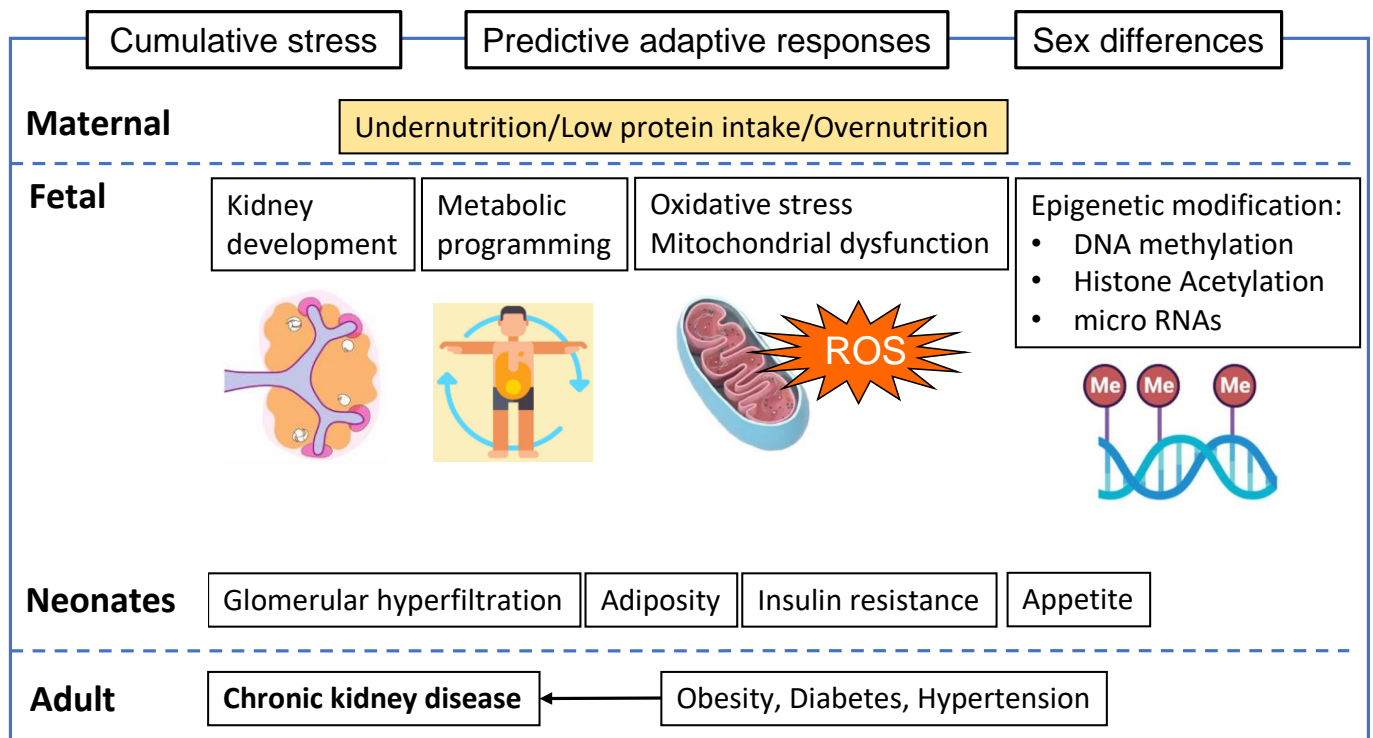 Cumulative stress
Predictive adaptive responses
Sex differences
Maternal
Undernutrition/Low protein intake/Overnutrition
Fetal
Kidney
development
Metabolic
programming
Oxidative stress
Mitochondrial dysfunction
Epigenetic modification:
• DNA methylation
• Histone Acetylation
• micro RNAs
ROS
Me
Me
Me
Neonates
Glomerular hyperfiltration
Adiposity
Insulin resistance
Appetite
Adult
Chronic kidney disease
Obesity, Diabetes, Hypertension